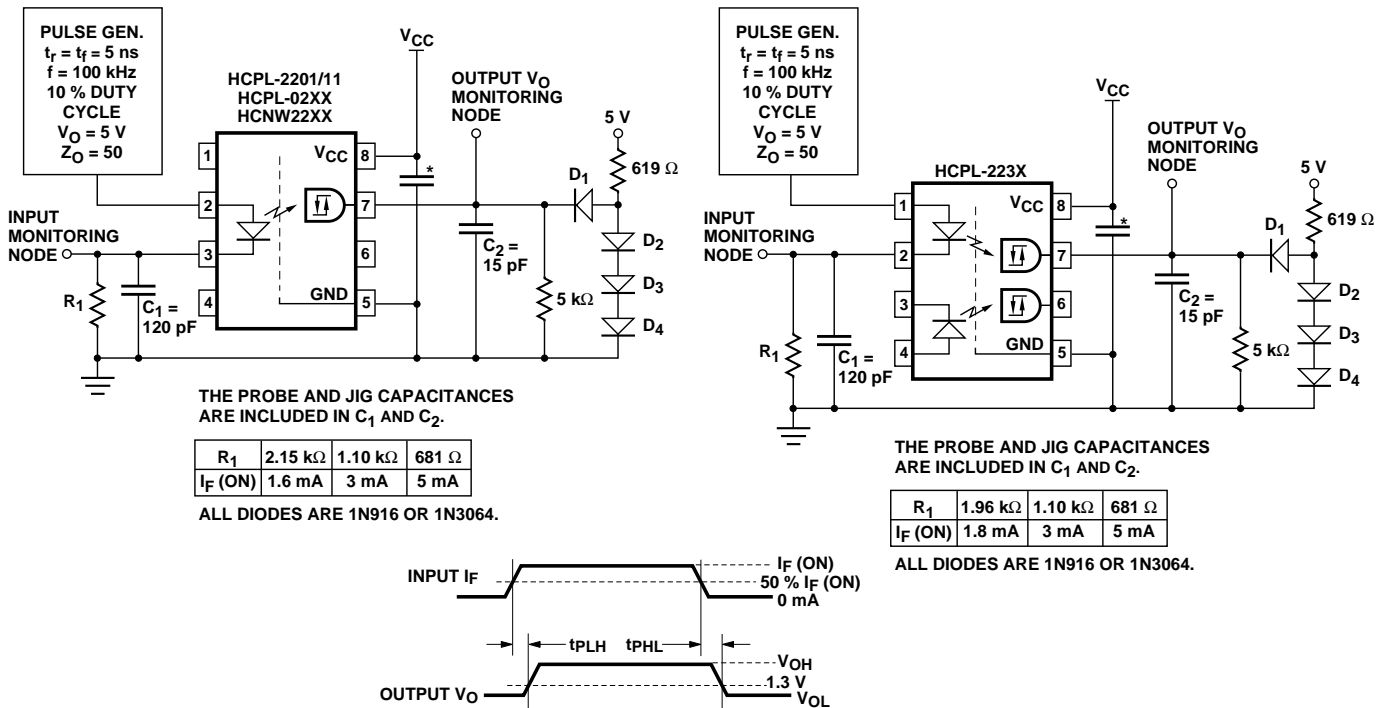 PULSE GEN.
tr = tf = 5 ns
f = 100 kHz
10 % DUTY
CYCLE
VO = 5 V
ZO = 50
HCPL-2201/11
HCPL-02XX
HCNW22XX
VCC
OUTPUT VO
MONITORING
NODE
5 V
619 Ω
D1
D2
D3
D4
1
2
3
4
VCC 8
7
6
GND 5
*
INPUT
MONITORING
NODE
R1
C1 =
120 pF
C2 =
15 pF
5 kΩ
THE PROBE AND JIG CAPACITANCES
ARE INCLUDED IN C1 AND C2.
R1 2.15 kΩ 1.10 kΩ 681 Ω
IF (ON) 1.6 mA 3 mA 5 mA
ALL DIODES ARE 1N916 OR 1N3064.
PULSE GEN.
tr = tf = 5 ns
f = 100 kHz
10 % DUTY
CYCLE
VO = 5 V
ZO = 50
HCPL-223X
VCC
OUTPUT VO
MONITORING
NODE
5 V
619 Ω
D1
D2
D3
D4
1
2
3
4
VCC 8
7
6
GND 5
*
INPUT
MONITORING
NODE
R1
C1 =
120 pF
C2 =
15 pF
5 kΩ
THE PROBE AND JIG CAPACITANCES
ARE INCLUDED IN C1 AND C2.
R1 1.96 kΩ 1.10 kΩ 681 Ω
IF (ON) 1.8 mA 3 mA 5 mA
ALL DIODES ARE 1N916 OR 1N3064.
INPUT IF
IF (ON)
50 % IF (ON)
0 mA
tPLH tPHL
OUTPUT VO
VOH
1.3 V
VOL